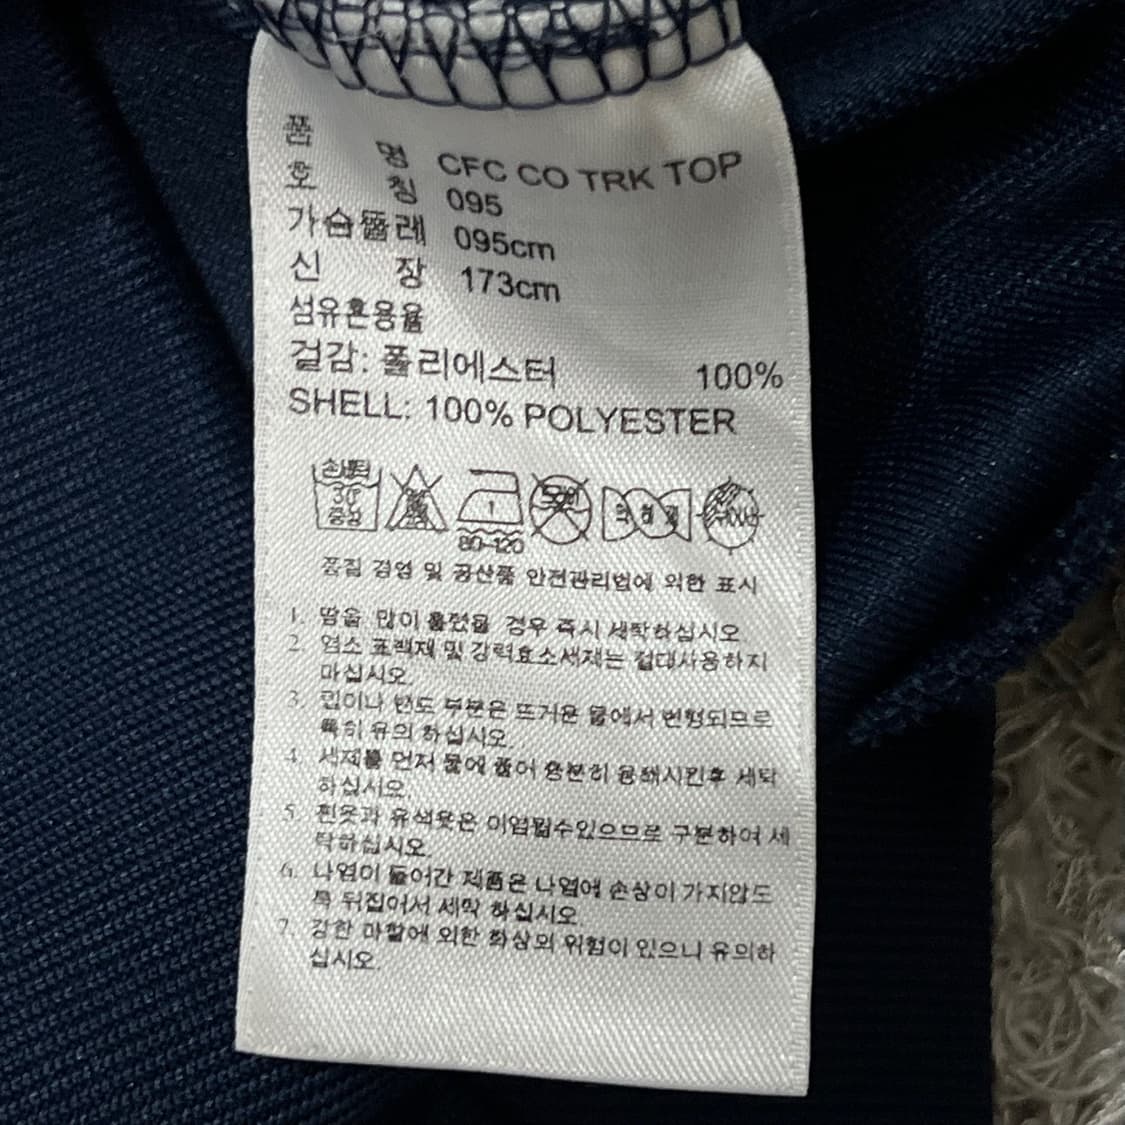 품 명 CFC CO TRK TOP
호 칭 095
가슴둘레 095cm
신 장 173cm
섬유혼용율
겉감: 폴리에스터 100%
SHELL: 100% POLYESTER
손세탁
30℃
중성
1
80~120
품질 경영 및 공산품 안전관리법에 의한 표시
1. 땀을 많이 흘렸을 경우 즉시 세탁하십시오.
2. 염소 표백제 및 강력효소세제는 절대사용하지
마십시오.
3. 립이나 밴드 부분은 뜨거운 물에서 변형되므로
특히 유의 하십시오.
4. 세제를 먼저 물에 풀어 충분히 용해시킨후 세탁
하십시오.
5. 흰옷과 유색옷은 이염될수있으므로 구분하여 세
탁하십시오.
6. 나염이 들어간 제품은 나염에 손상이 가지않도
록 뒤집어서 세탁 하십시오.
7. 강한 마찰에 의한 화상의 위험이 있으니 유의하
십시오.